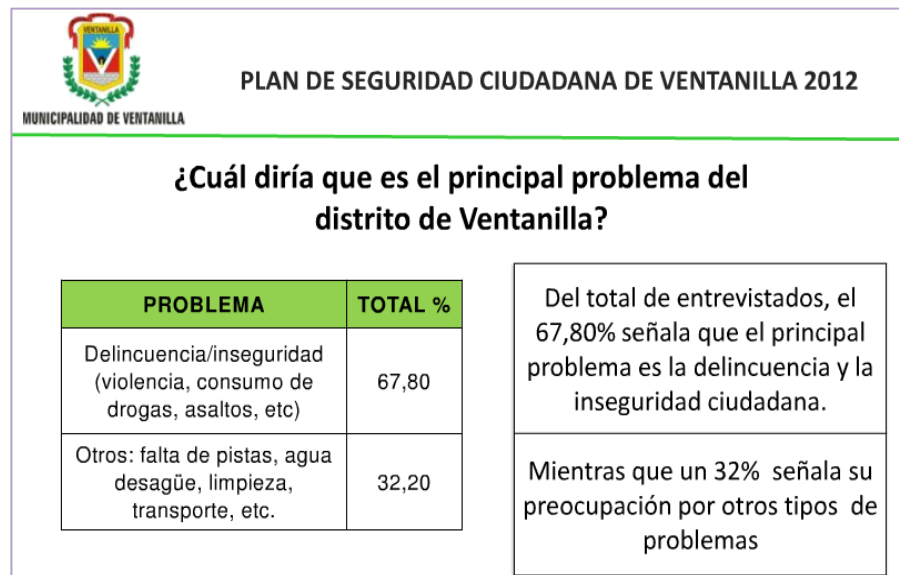 VENTANILLA
MUNICIPALIDAD DE VENTANILLA
PLAN DE SEGURIDAD CIUDADANA DE VENTANILLA 2012
¿Cuál diría que es el principal problema del
distrito de Ventanilla?
PROBLEMA TOTAL %
Delincuencia/inseguridad
(violencia, consumo de
drogas, asaltos, etc)
67,80
Otros: falta de pistas, agua
desagüe, limpieza,
transporte, etc.
32,20
Del total de entrevistados, el
67,80% señala que el principal
problema es la delincuencia y la
inseguridad ciudadana.
Mientras que un 32% señala su
preocupación por otros tipos de
problemas